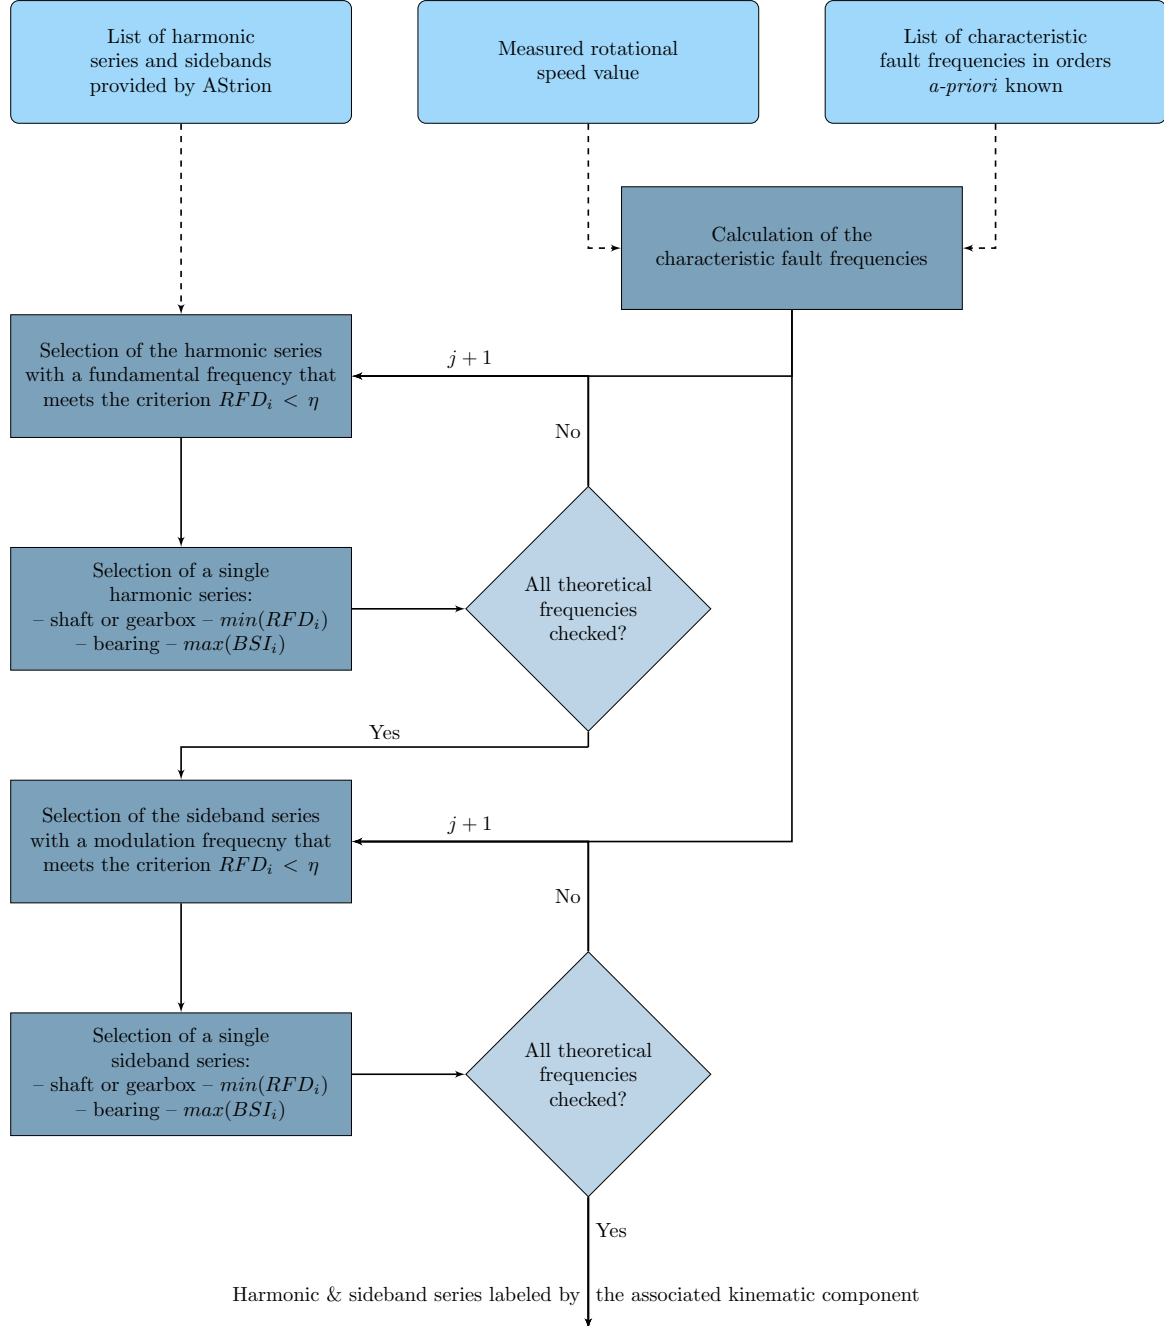 List of harmonic
series and sidebands
provided by AStrion
Measured rotational
speed value
List of characteristic
fault frequencies in orders
a-priori known
Calculation of the
characteristic fault frequencies
Selection of the harmonic series
with a fundamental frequency that
meets the criterion RFD_i < η
j + 1
No
Selection of a single
harmonic series:
– shaft or gearbox – min(RFD_i)
– bearing – max(BSI_i)
All theoretical
frequencies
checked?
Yes
Selection of the sideband series
with a modulation frequecny that
meets the criterion RFD_i < η
j + 1
No
Selection of a single
sideband series:
– shaft or gearbox – min(RFD_i)
– bearing – max(BSI_i)
All theoretical
frequencies
checked?
Yes
Harmonic & sideband series labeled by the associated kinematic component